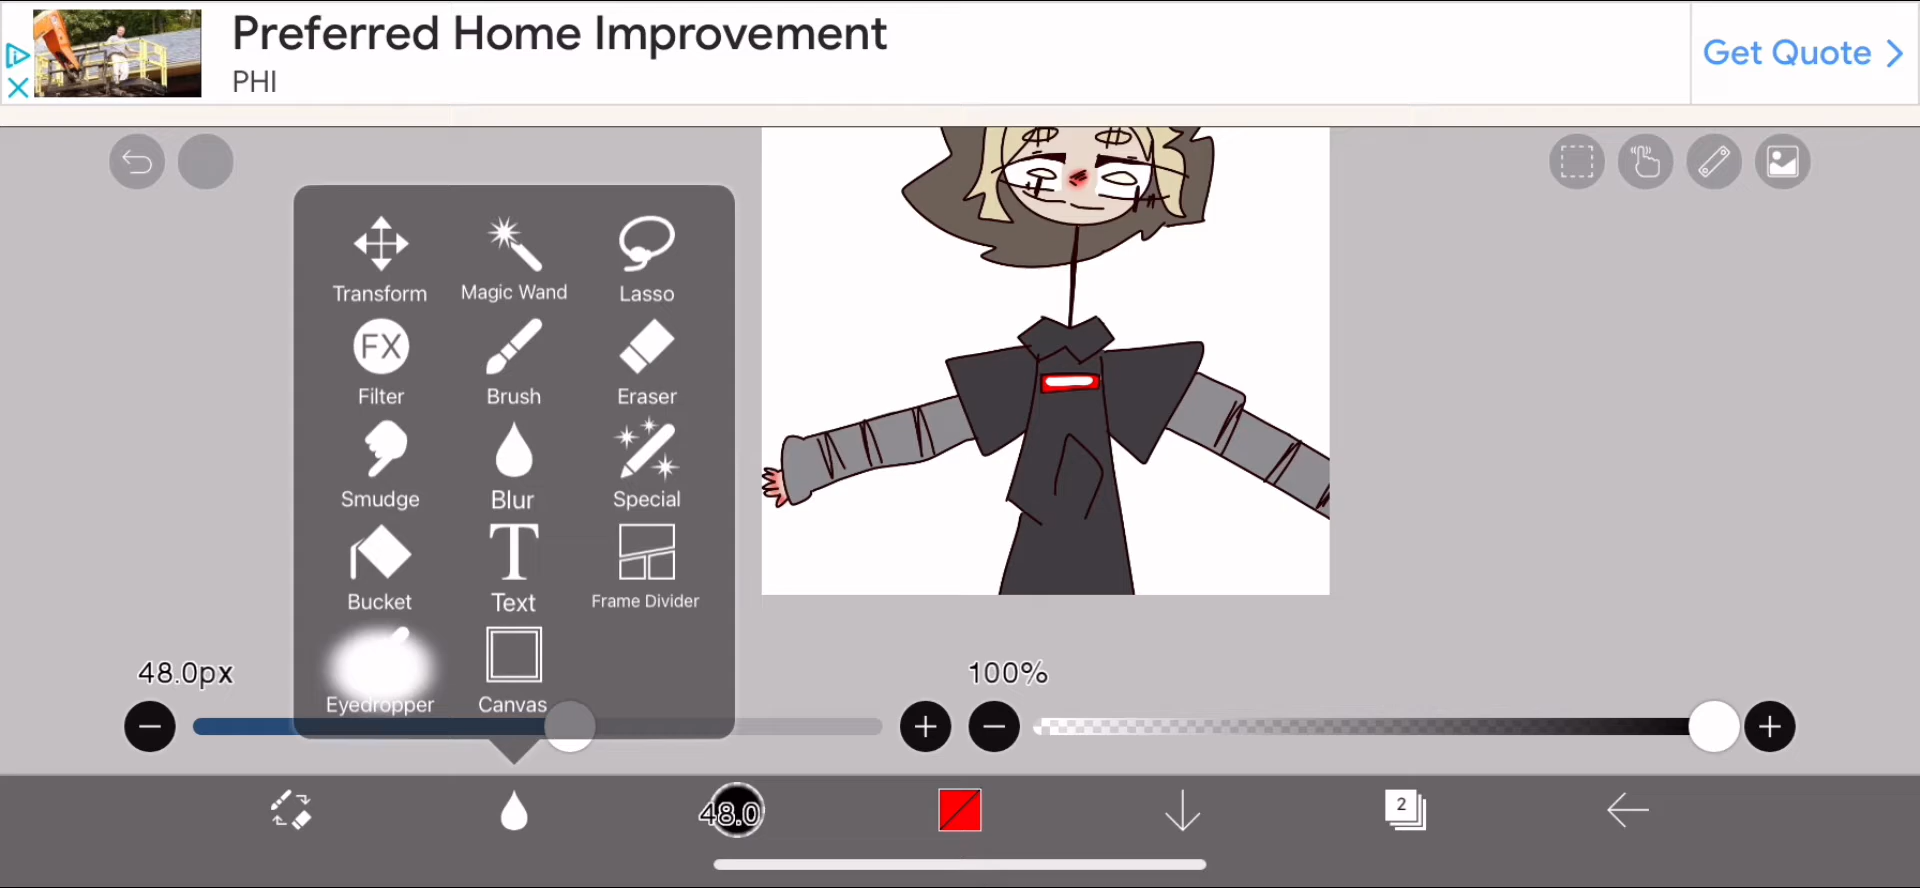 Preferred Home Improvement
PHI
Get Quote
Transform
Magic Wand
Lasso
FX
Filter
Brush
Eraser
Smudge
Blur
Special
T
Bucket
Text
Frame Divider
Eyedropper
Canvas
48.0px
100%
48.0
2